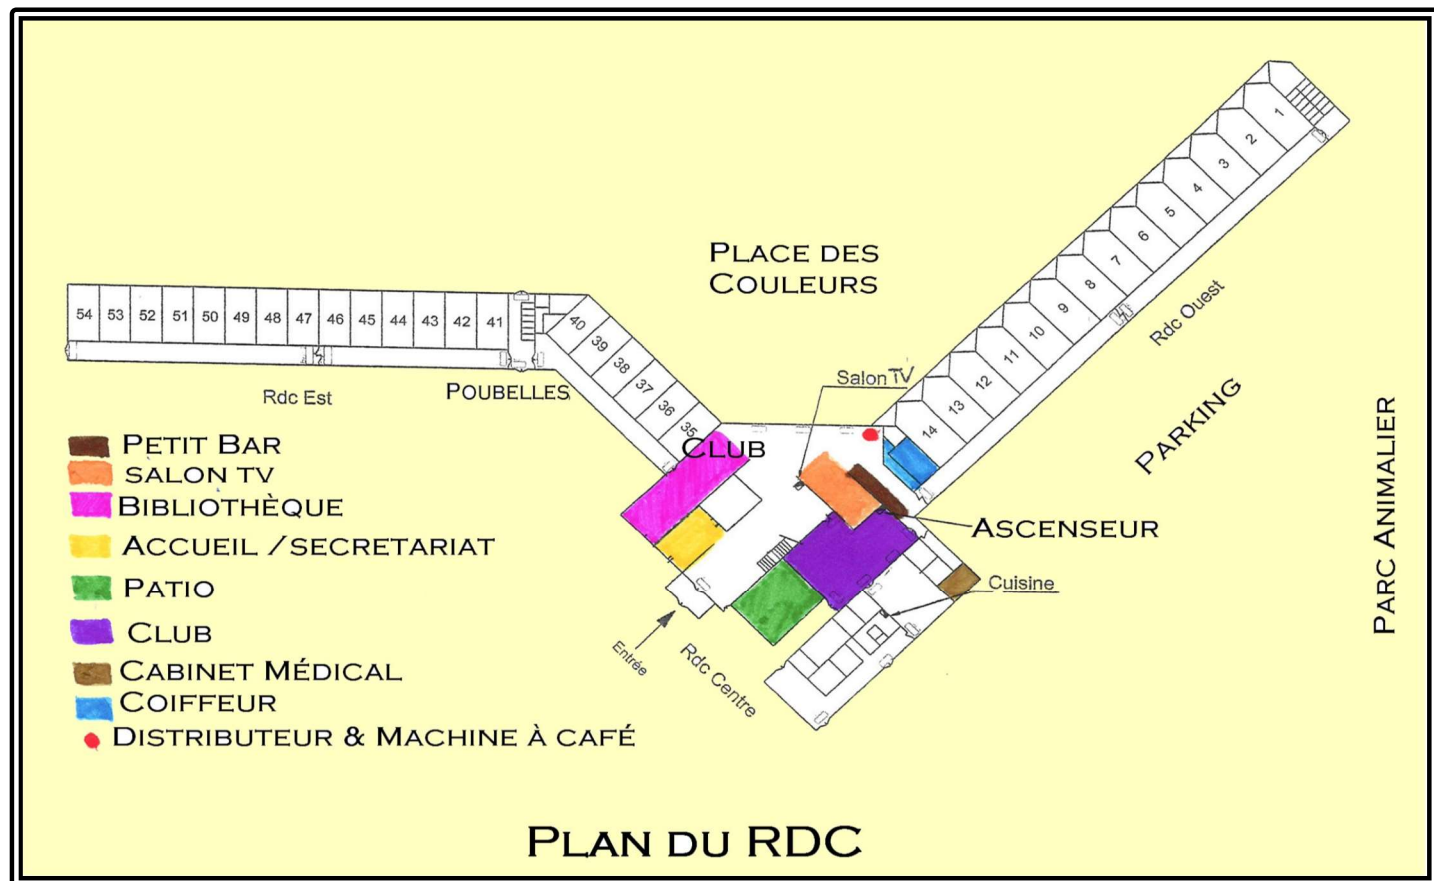 PLACE DES
COULEURS
1
2
3
4
5
6
7
8
9
10
11
12
13
14
Rdc Ouest
54 53 52 51 50 49 48 47 46 45 44 43 42 41
40
39
38
37
36
35
Rdc Est
POUBELLES
Salon TV
CLUB
PARKING
PARC ANIMALIER
ASCENSEUR
Cuisine
Entrée
Rdc Centre
PETIT BAR
SALON TV
BIBLIOTHÈQUE
ACCUEIL /SECRETARIAT
PATIO
CLUB
CABINET MÉDICAL
COIFFEUR
DISTRIBUTEUR & MACHINE À CAFÉ
PLAN DU RDC